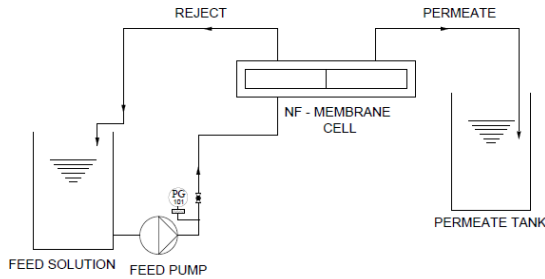 REJECT
PERMEATE
NF - MEMBRANE
CELL
PG
101
FEED SOLUTION
FEED PUMP
PERMEATE TANK